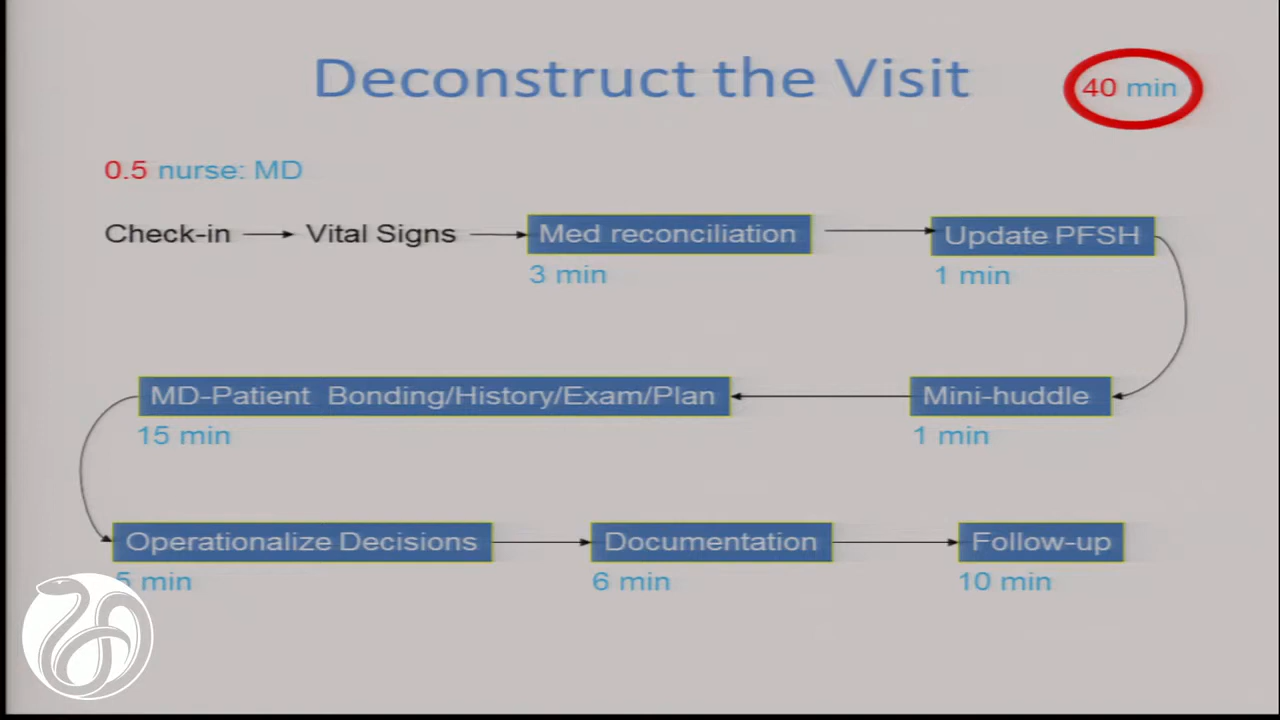 Deconstruct the Visit
40 min
0.5 nurse: MD
Check-in
Vital Signs
Med reconciliation
Update PFSH
3 min
1 min
MD-Patient Bonding/History/Exam/Plan
Mini-huddle
15 min
1 min
Operationalize Decisions
Documentation
Follow-up
5 min
6 min
10 min